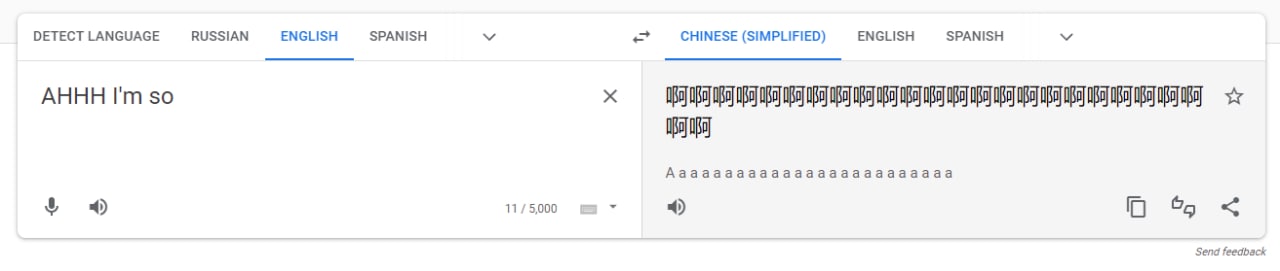 DETECT LANGUAGE RUSSIAN ENGLISH SPANISH CHINESE (SIMPLIFIED) ENGLISH SPANISH
AHHH I'm so
啊啊啊啊啊啊啊啊啊啊啊啊啊啊啊啊啊啊啊啊啊啊啊
啊啊
A a a a a a a a a a a a a a a a a a a a a a a a a
11 / 5,000
Send feedback